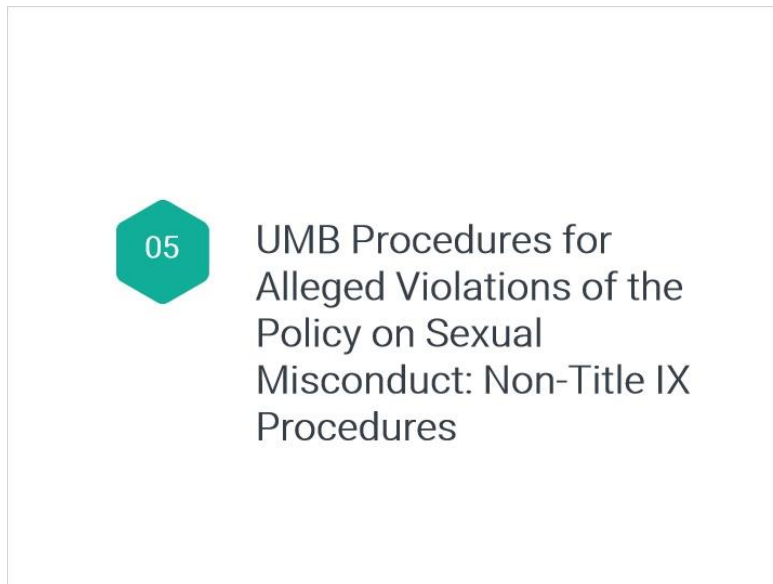 05
UMB Procedures for
Alleged Violations of the
Policy on Sexual
Misconduct: Non-Title IX
Procedures